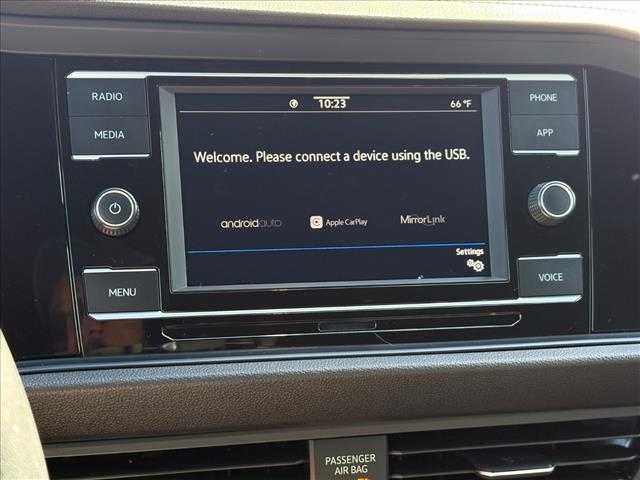 RADIO
MEDIA
MENU
10:23
66 °F
Welcome. Please connect a device using the USB.
androidauto
Apple CarPlay
MirrorLink
Settings
PHONE
APP
VOICE
PASSENGER
AIR BAG